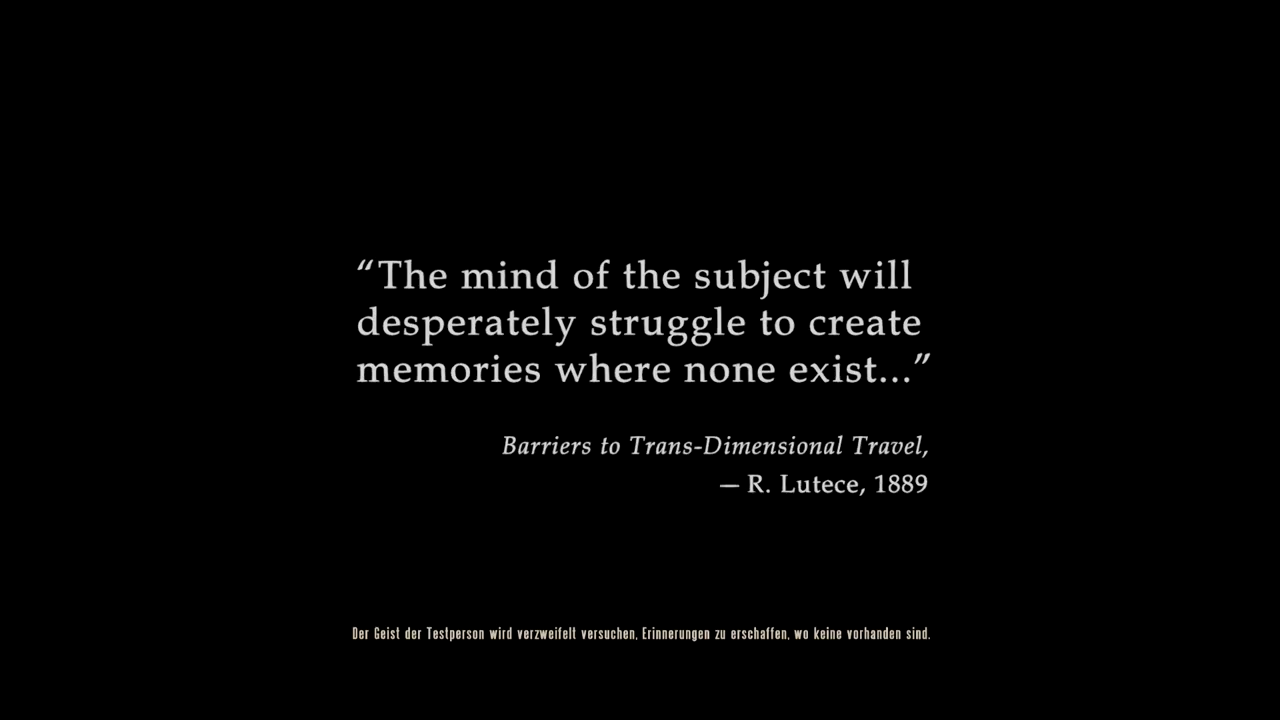 “The mind of the subject will
desperately struggle to create
memories where none exist...”
Barriers to Trans-Dimensional Travel,
— R. Lutece, 1889
Der Geist der Testperson wird verzweifelt versuchen, Erinnerungen zu erschaffen, wo keine vorhanden sind.